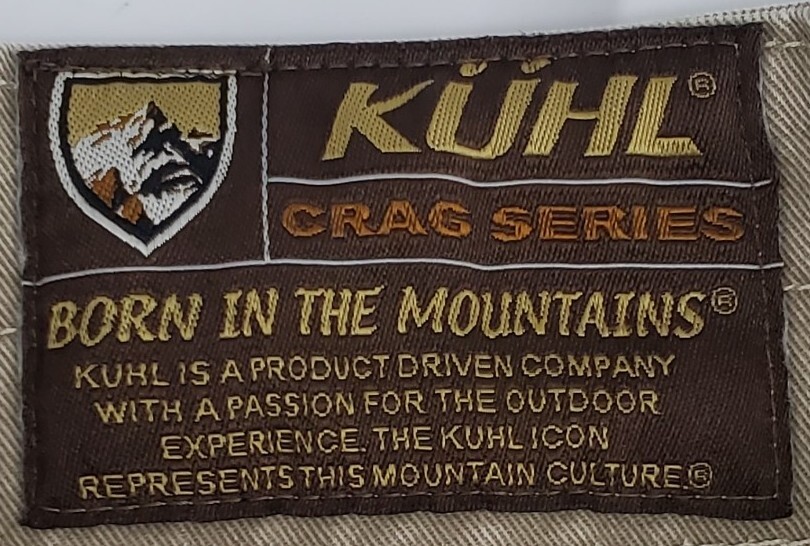 KÜHL®
CRAG SERIES
BORN IN THE MOUNTAINS®
KUHL IS A PRODUCT DRIVEN COMPANY
WITH A PASSION FOR THE OUTDOOR
EXPERIENCE. THE KUHL ICON
REPRESENTS THIS MOUNTAIN CULTURE.®